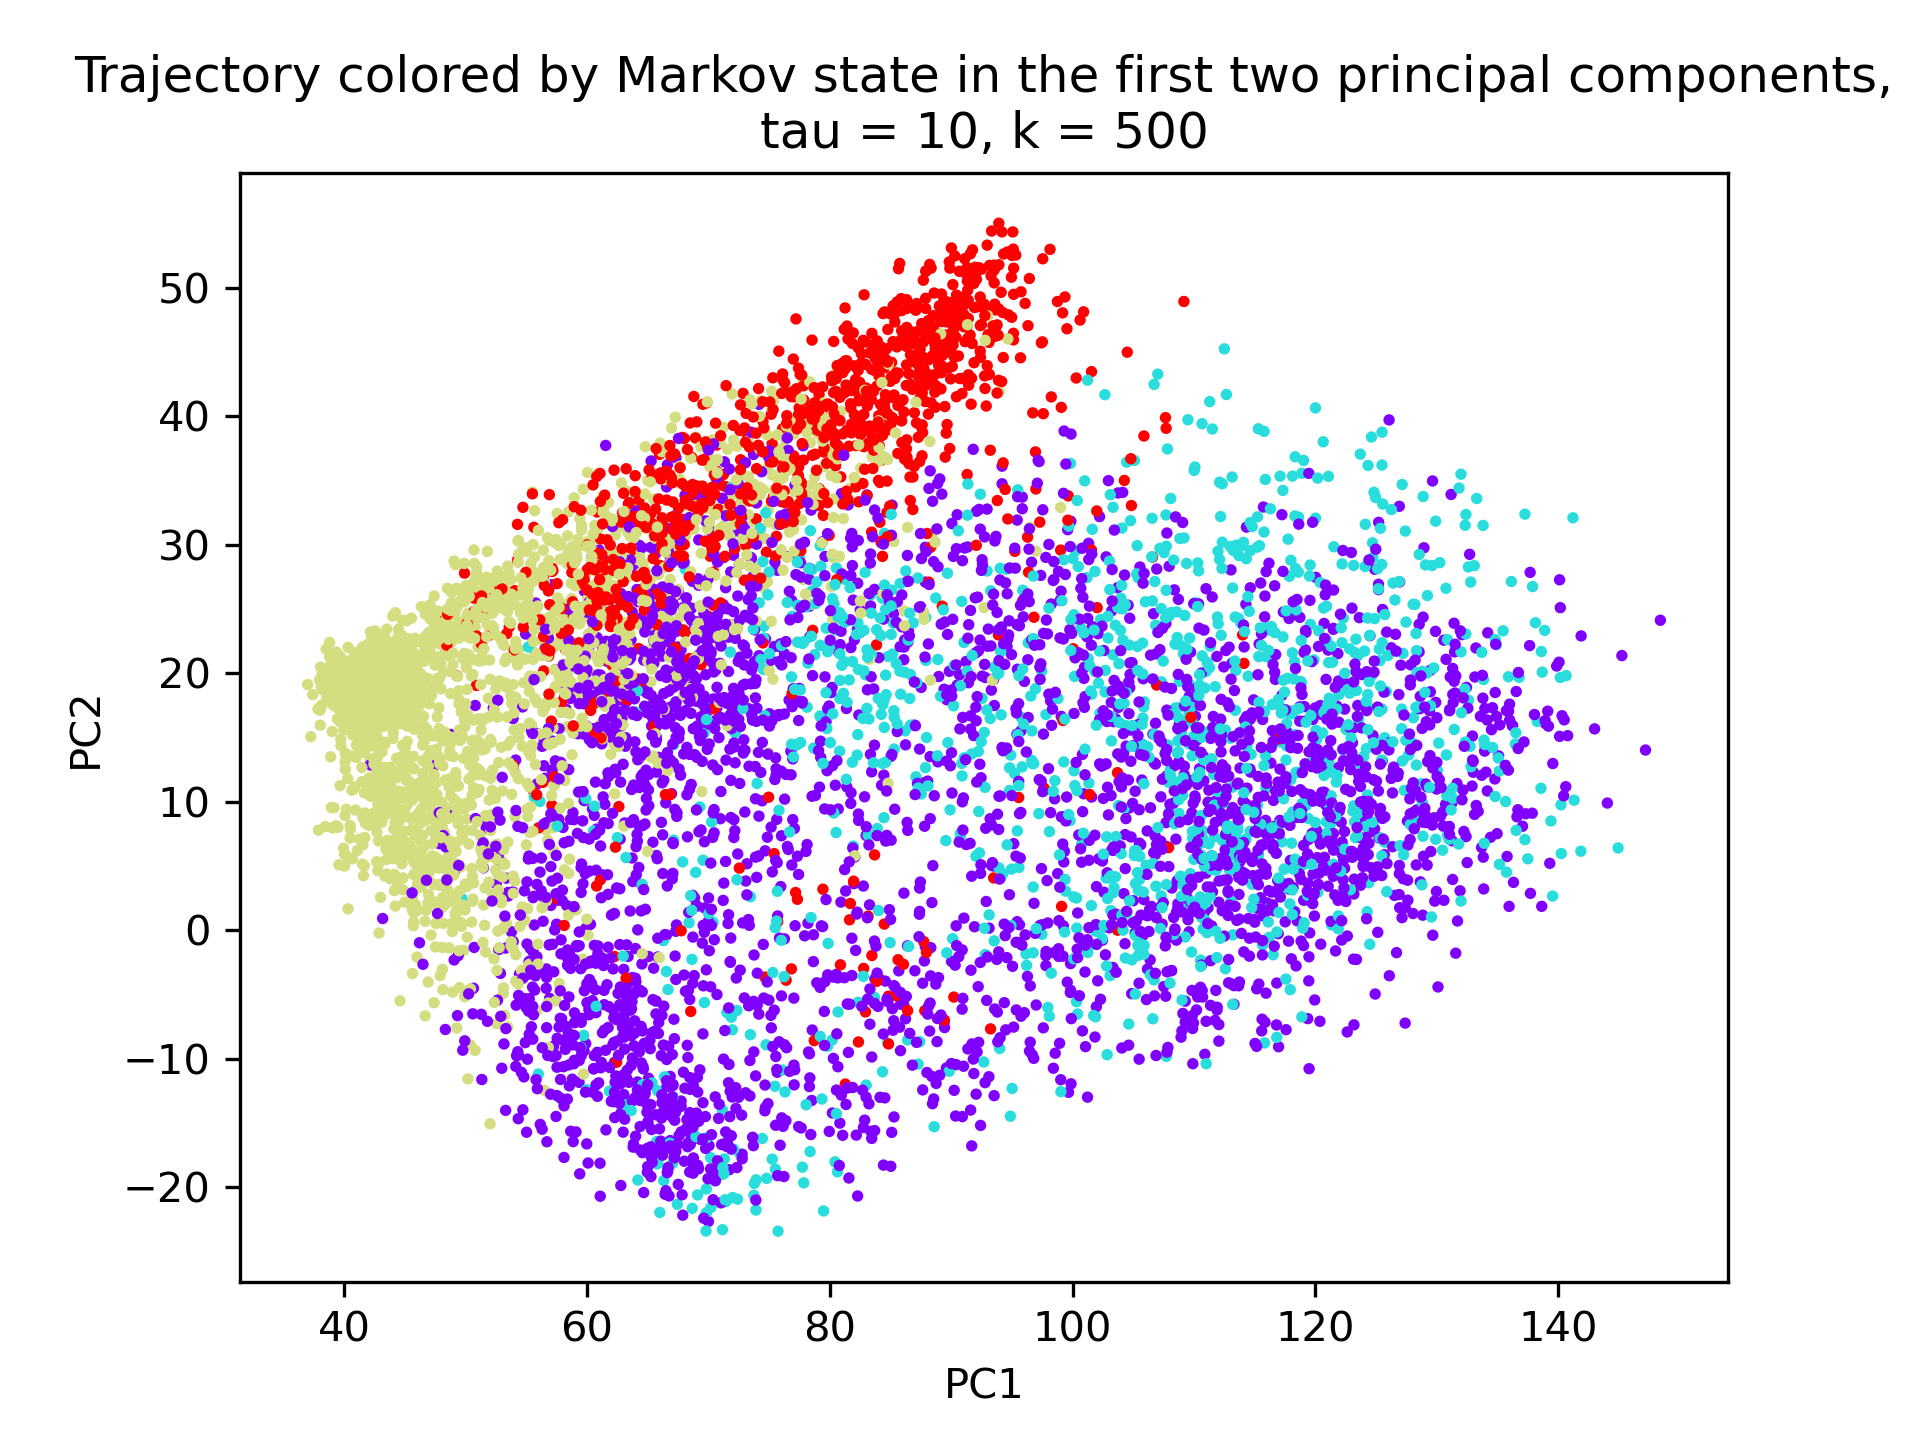 Trajectory colored by Markov state in the first two principal components,
tau = 10, k = 500
PC2
50
40
30
20
10
0
−10
−20
40 60 80 100 120 140
PC1